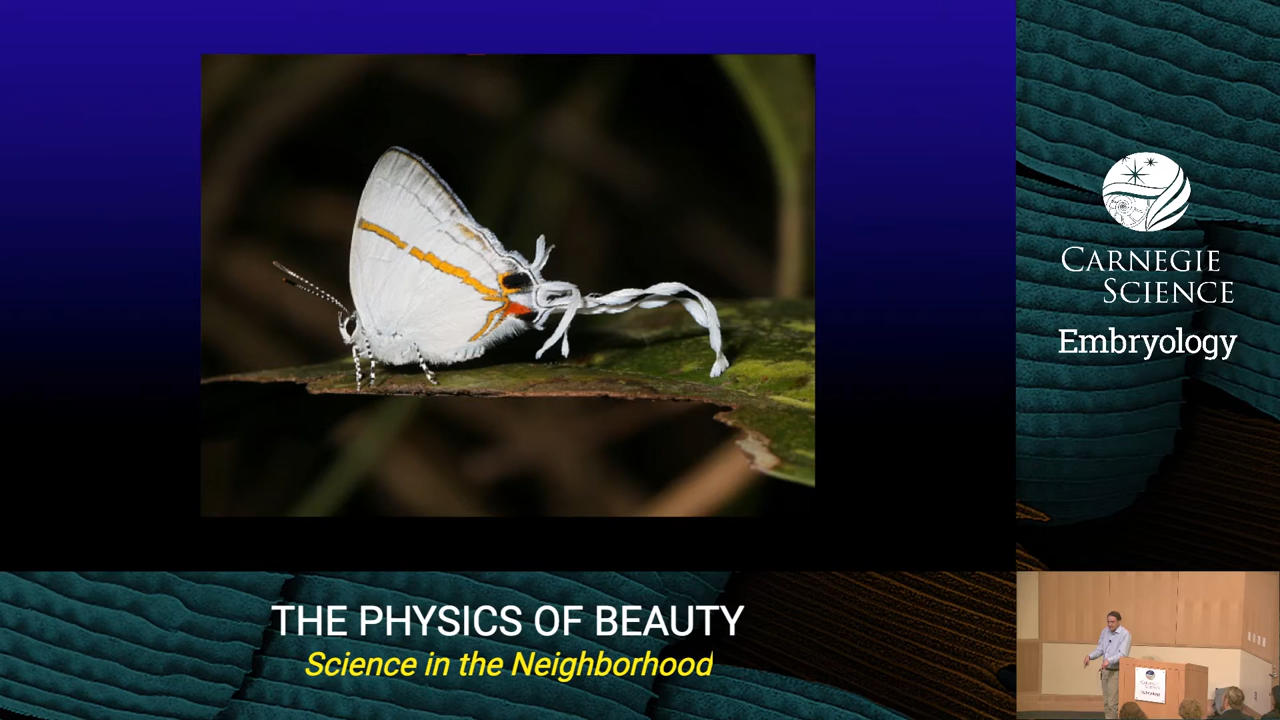 CARNEGIE
SCIENCE
Embryology
THE PHYSICS OF BEAUTY
Science in the Neighborhood